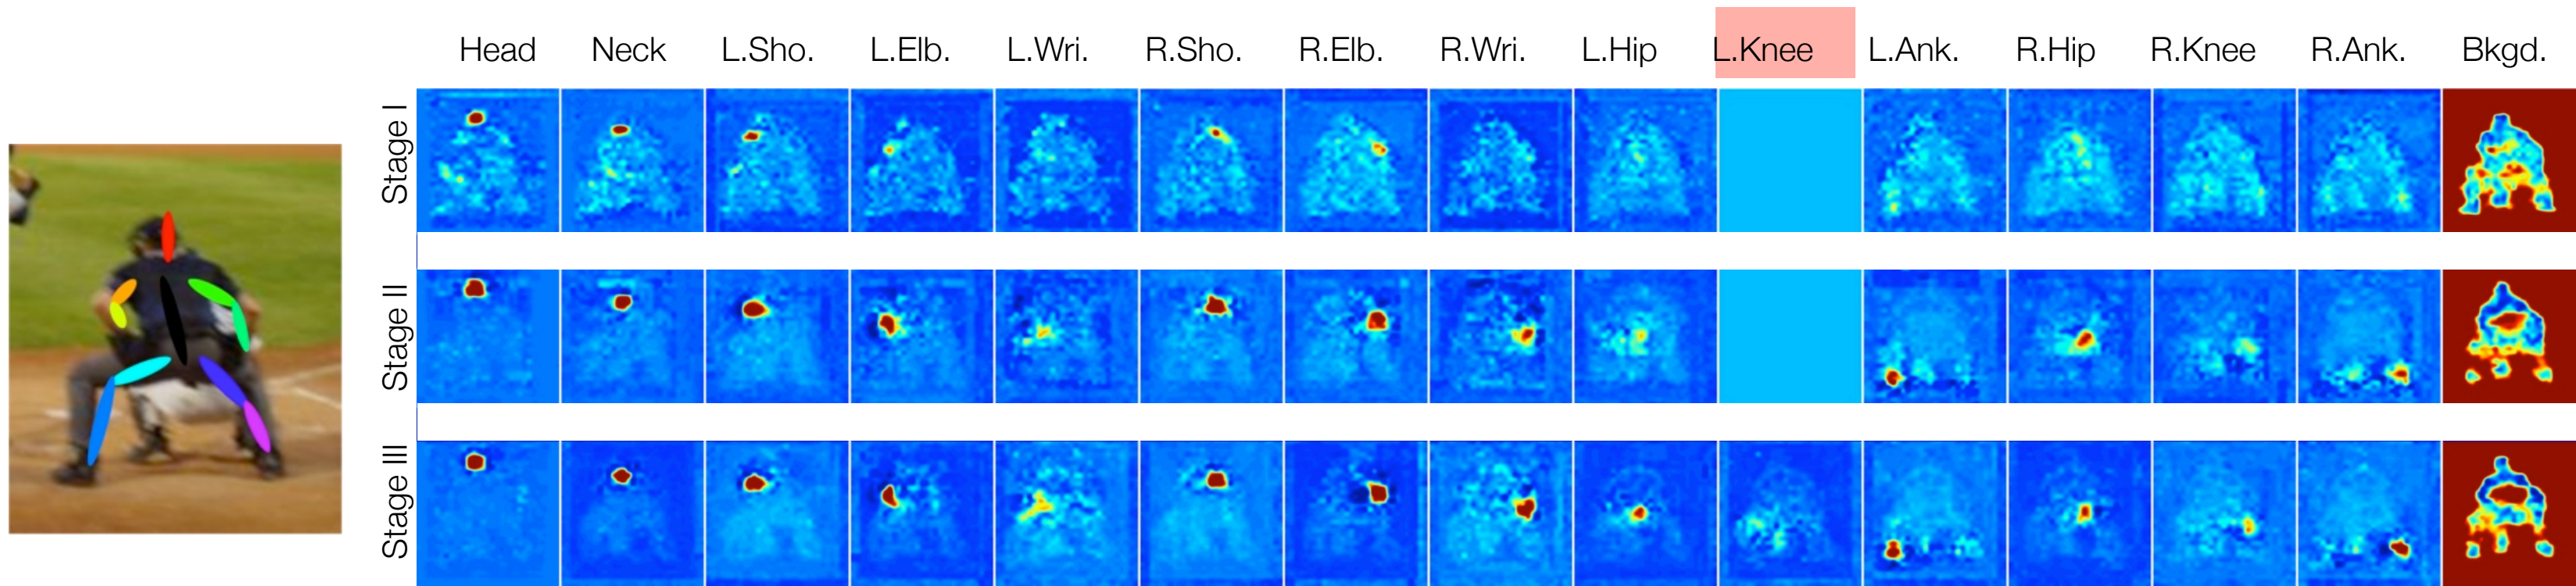 Head Neck L.Sho. L.Elb. L.Wri. R.Sho. R.Elb. R.Wri. L.Hip L.Knee L.Ank. R.Hip R.Knee R.Ank. Bkgd.
Stage I
Stage II
Stage III